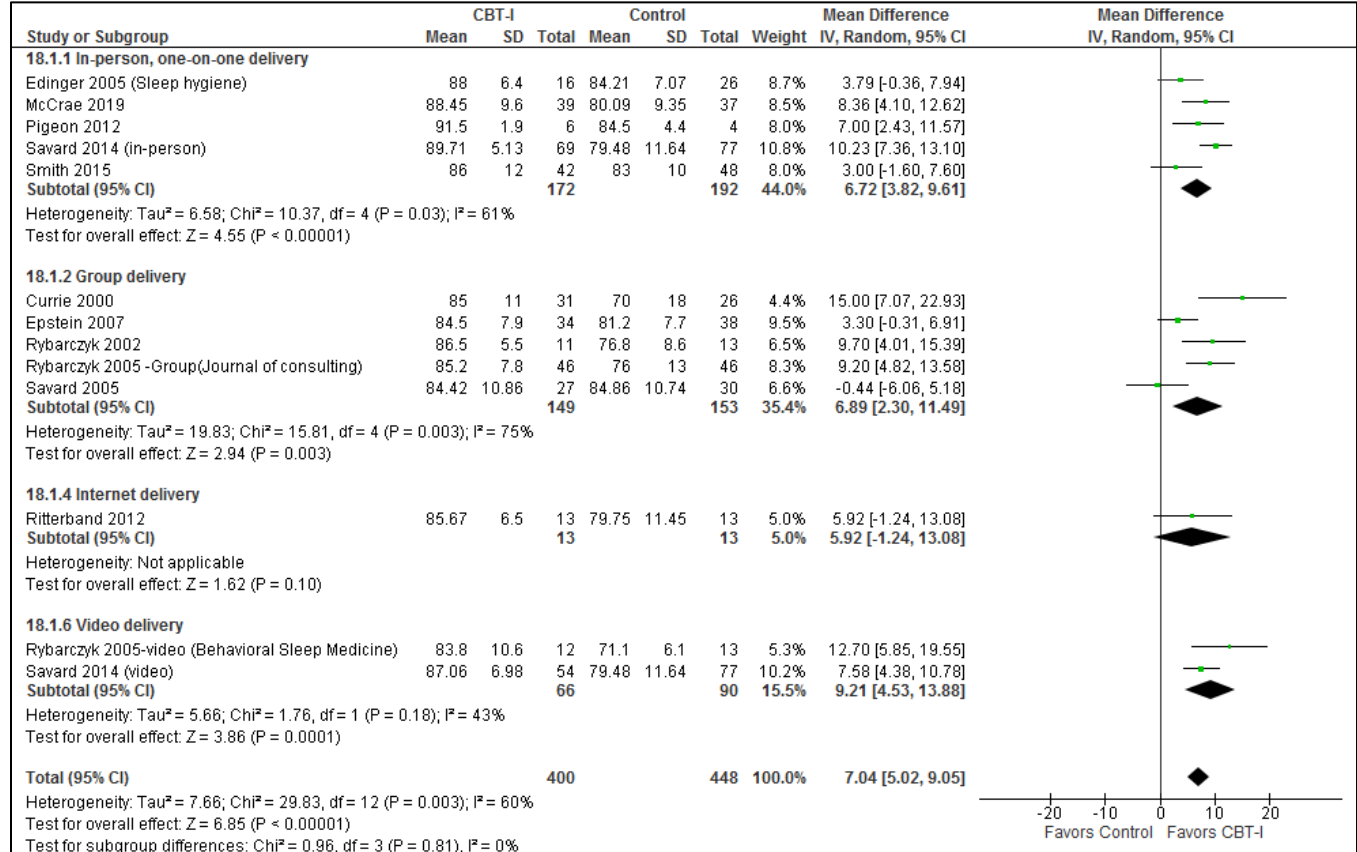 CBT-I Control Mean Difference Mean Difference
Study or Subgroup Mean SD Total Mean SD Total Weight IV, Random, 95% CI IV, Random, 95% CI
18.1.1 In-person, one-on-one delivery
Edinger 2005 (Sleep hygiene) 88 6.4 16 84.21 7.07 26 8.7% 3.79 [-0.36, 7.94]
McCrae 2019 88.45 9.6 39 80.09 9.35 37 8.5% 8.36 [4.10, 12.62]
Pigeon 2012 91.5 1.9 6 84.5 4.4 4 8.0% 7.00 [2.43, 11.57]
Savard 2014 (in-person) 89.71 5.13 69 79.48 11.64 77 10.8% 10.23 [7.36, 13.10]
Smith 2015 86 12 42 83 10 48 8.0% 3.00 [-1.60, 7.60]
Subtotal (95% CI) 172 192 44.0% 6.72 [3.82, 9.61]
Heterogeneity: Tau² = 6.58; Chi² = 10.37, df = 4 (P = 0.03); I² = 61%
Test for overall effect: Z = 4.55 (P < 0.00001)
18.1.2 Group delivery
Currie 2000 85 11 31 70 18 26 4.4% 15.00 [7.07, 22.93]
Epstein 2007 84.5 7.9 34 81.2 7.7 38 9.5% 3.30 [-0.31, 6.91]
Rybarczyk 2002 86.5 5.5 11 76.8 8.6 13 6.5% 9.70 [4.01, 15.39]
Rybarczyk 2005 -Group(Journal of consulting) 85.2 7.8 46 76 13 46 8.3% 9.20 [4.82, 13.58]
Savard 2005 84.42 10.86 27 84.86 10.74 30 6.6% -0.44 [-6.06, 5.18]
Subtotal (95% CI) 149 153 35.4% 6.89 [2.30, 11.49]
Heterogeneity: Tau² = 19.83; Chi² = 15.81, df = 4 (P = 0.003); I² = 75%
Test for overall effect: Z = 2.94 (P = 0.003)
18.1.4 Internet delivery
Ritterband 2012 85.67 6.5 13 79.75 11.45 13 5.0% 5.92 [-1.24, 13.08]
Subtotal (95% CI) 13 13 5.0% 5.92 [-1.24, 13.08]
Heterogeneity: Not applicable
Test for overall effect: Z = 1.62 (P = 0.10)
18.1.6 Video delivery
Rybarczyk 2005-video (Behavioral Sleep Medicine) 83.8 10.6 12 71.1 6.1 13 5.3% 12.70 [5.85, 19.55]
Savard 2014 (video) 87.06 6.98 54 79.48 11.64 77 10.2% 7.58 [4.38, 10.78]
Subtotal (95% CI) 66 90 15.5% 9.21 [4.53, 13.88]
Heterogeneity: Tau² = 5.66; Chi² = 1.76, df = 1 (P = 0.18); I² = 43%
Test for overall effect: Z = 3.86 (P = 0.0001)
Total (95% CI) 400 448 100.0% 7.04 [5.02, 9.05]
Heterogeneity: Tau² = 7.66; Chi² = 29.83, df = 12 (P = 0.003); I² = 60%
Test for overall effect: Z = 6.85 (P < 0.00001)
Test for subgroup differences: Chi² = 0.96, df = 3 (P = 0.81), I² = 0%
-20 -10 0 10 20
Favors Control Favors CBT-I